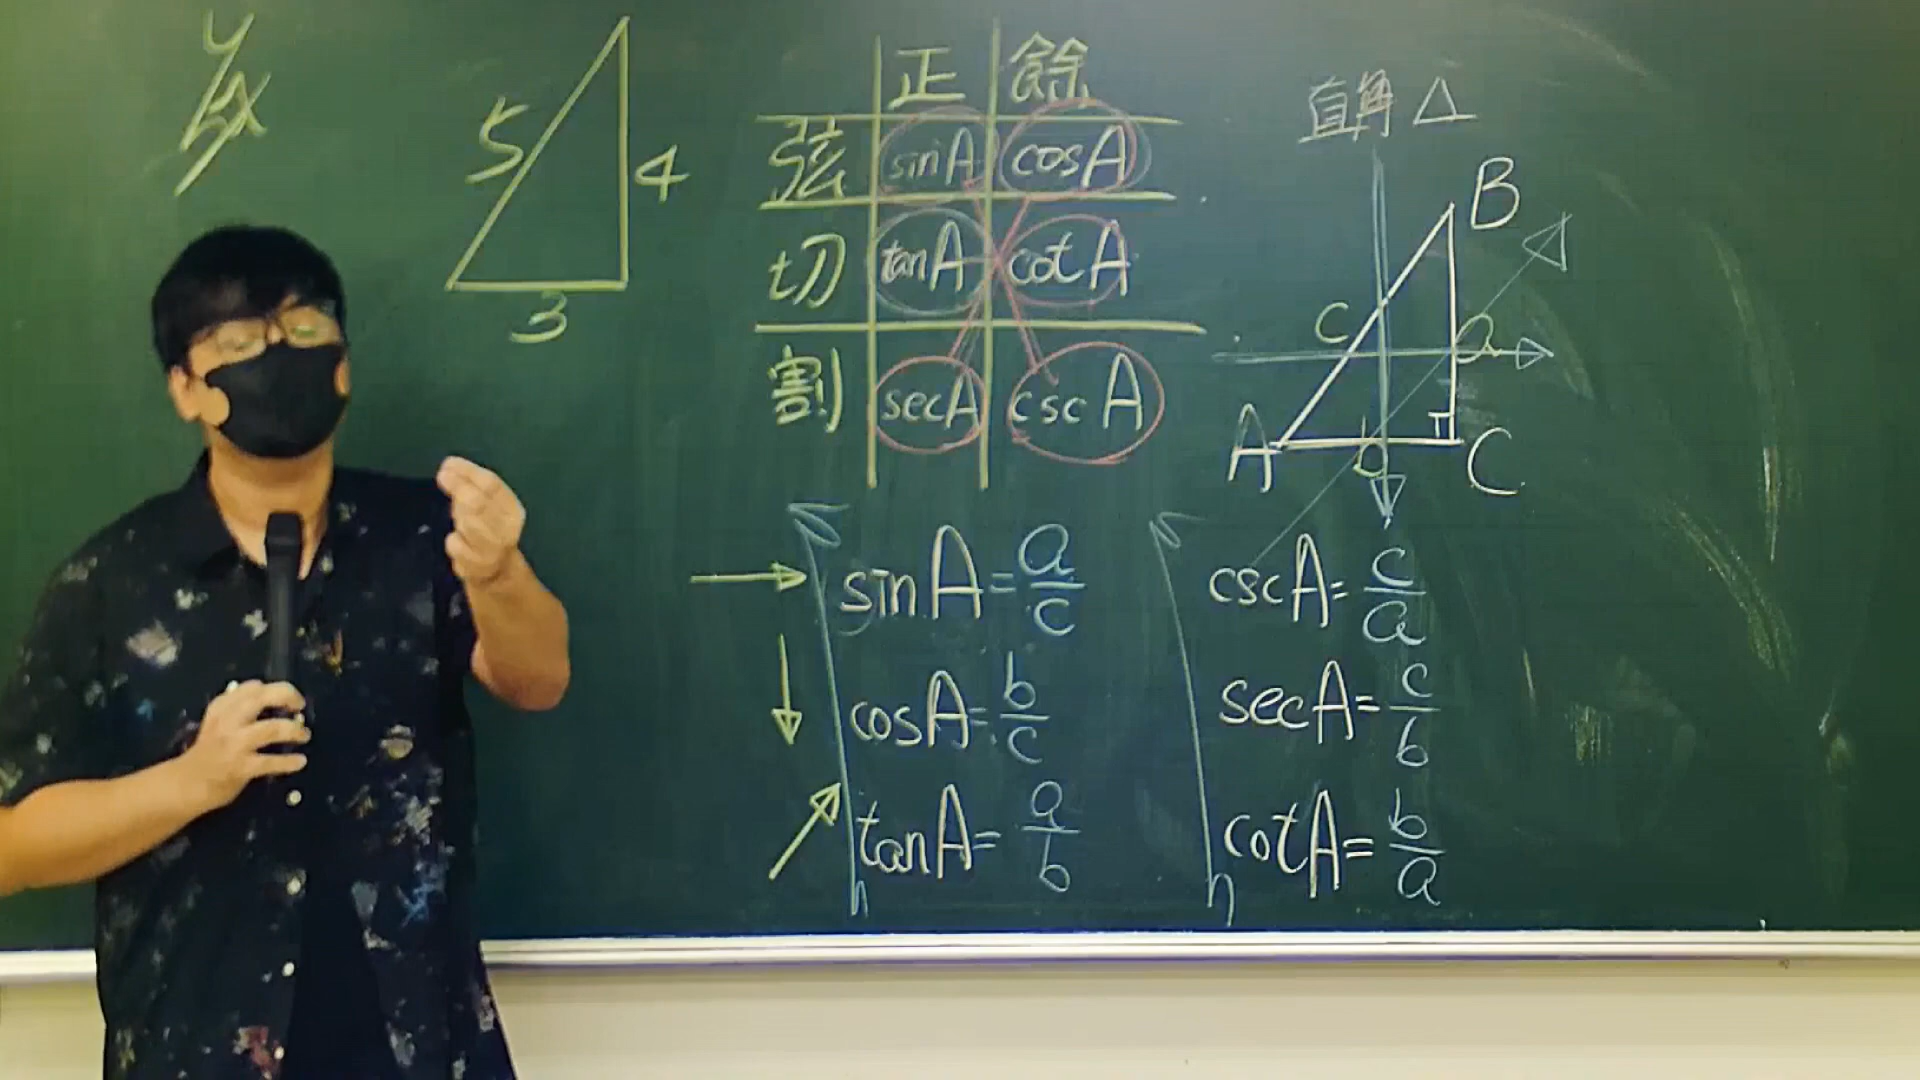 5
4
3
正 餘
弦 sinA cosA
切 tanA cotA
割 secA cscA
直角 △
B
c a
A b C
sinA = a/c
cosA = b/c
tanA = a/b
cscA = c/a
secA = c/b
cotA = b/a